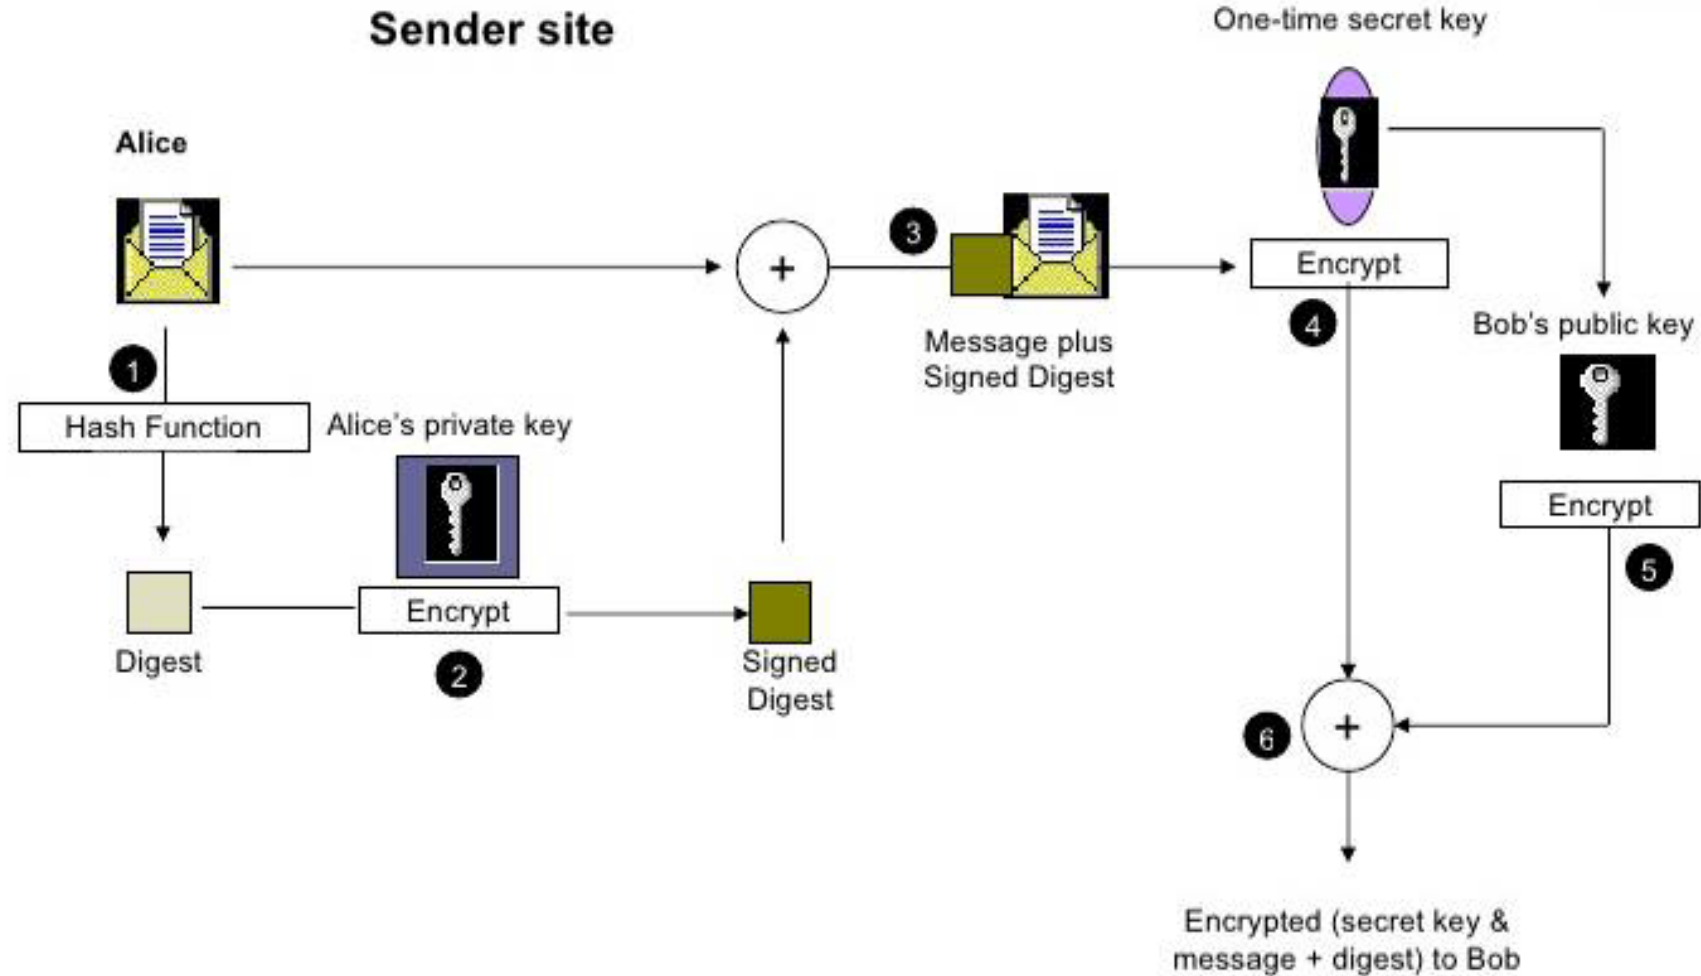 Sender site
One-time secret key
Alice
3
Encrypt
4
Bob's public key
Message plus
Signed Digest
1
Hash Function
Alice's private key
Encrypt
5
Encrypt
2
Digest
Signed
Digest
+
+
6
Encrypted (secret key &
message + digest) to Bob